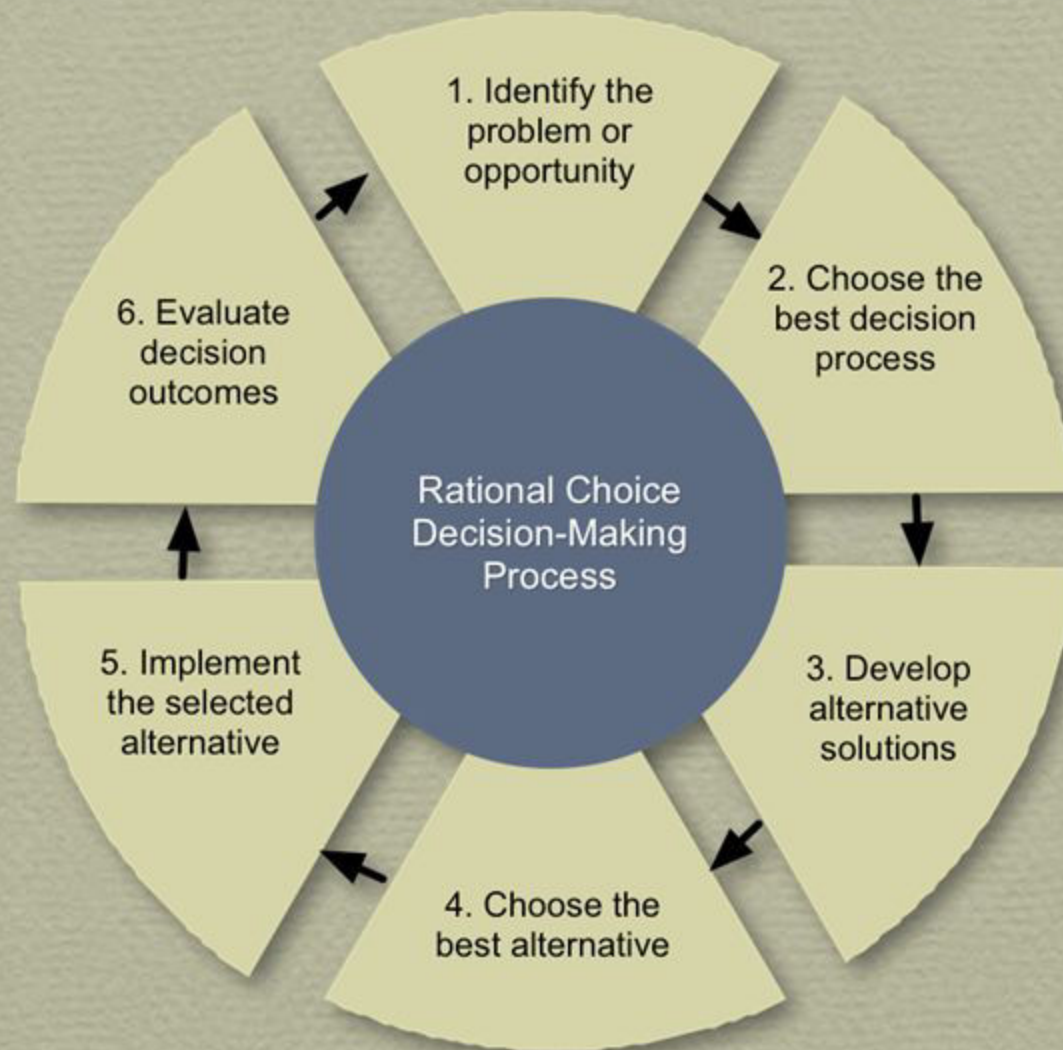 1. Identify the
problem or
opportunity
2. Choose the
best decision
process
3. Develop
alternative
solutions
4. Choose the
best alternative
5. Implement
the selected
alternative
6. Evaluate
decision
outcomes
Rational Choice
Decision-Making
Process